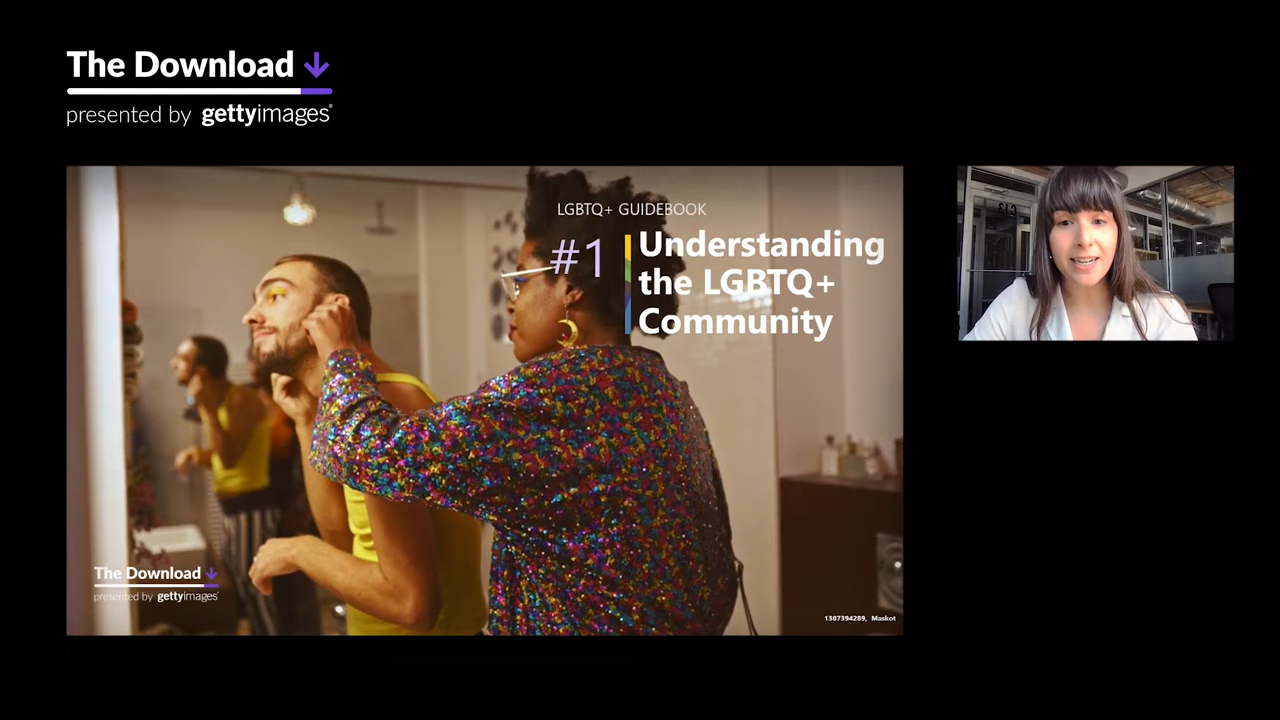 The Download
presented by gettyimages®
LGBTQ+ GUIDEBOOK
#1
Understanding
the LGBTQ+
Community
The Download
presented by gettyimages®
1307394289, Maskot